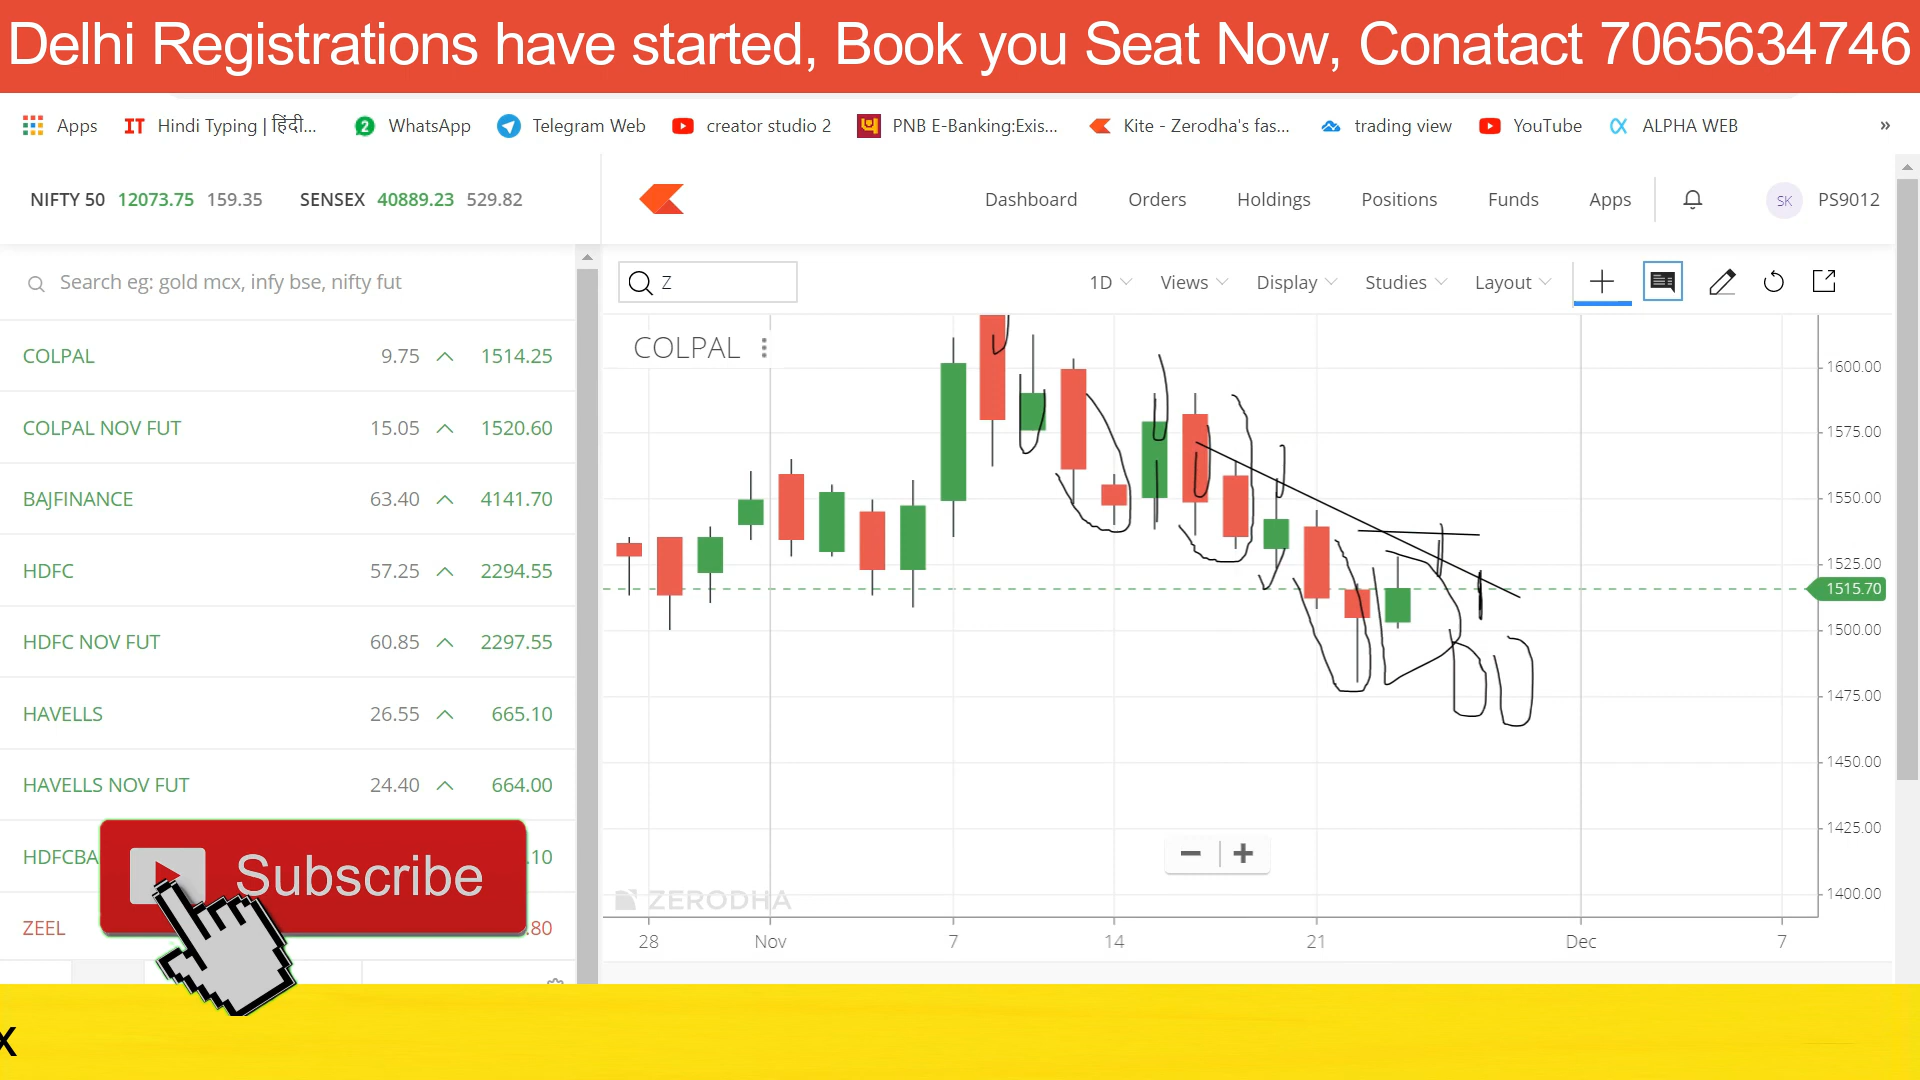 Delhi Registrations have started, Book you Seat Now, Conatact 7065634746
Apps Hindi Typing | हिंदी... 2 WhatsApp Telegram Web creator studio 2 PNB E-Banking:Exis... Kite - Zerodha's fas... trading view YouTube ALPHA WEB »
NIFTY 50 12073.75 159.35 SENSEX 40889.23 529.82
Dashboard Orders Holdings Positions Funds Apps SK PS9012
Search eg: gold mcx, infy bse, nifty fut
Z 1D Views Display Studies Layout
COLPAL 9.75 1514.25
COLPAL NOV FUT 15.05 1520.60
BAJFINANCE 63.40 4141.70
HDFC 57.25 2294.55
HDFC NOV FUT 60.85 2297.55
HAVELLS 26.55 665.10
HAVELLS NOV FUT 24.40 664.00
HDFCBA .10
ZEEL .80
Subscribe
COLPAL
1600.00
1575.00
1550.00
1525.00
1515.70
1500.00
1475.00
1450.00
1425.00
1400.00
ZERODHA
28 Nov 7 14 21 Dec 7
x